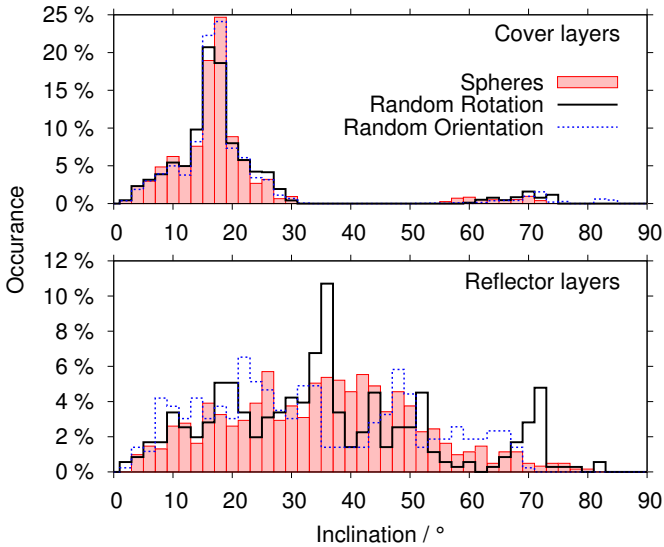 25 %
20 %
15 %
10 %
5 %
0 %
Cover layers
Spheres
Random Rotation
Random Orientation
0 10 20 30 40 50 60 70 80 90
Occurance
12 %
10 %
8 %
6 %
4 %
2 %
0 %
Reflector layers
0 10 20 30 40 50 60 70 80 90
Inclination / °